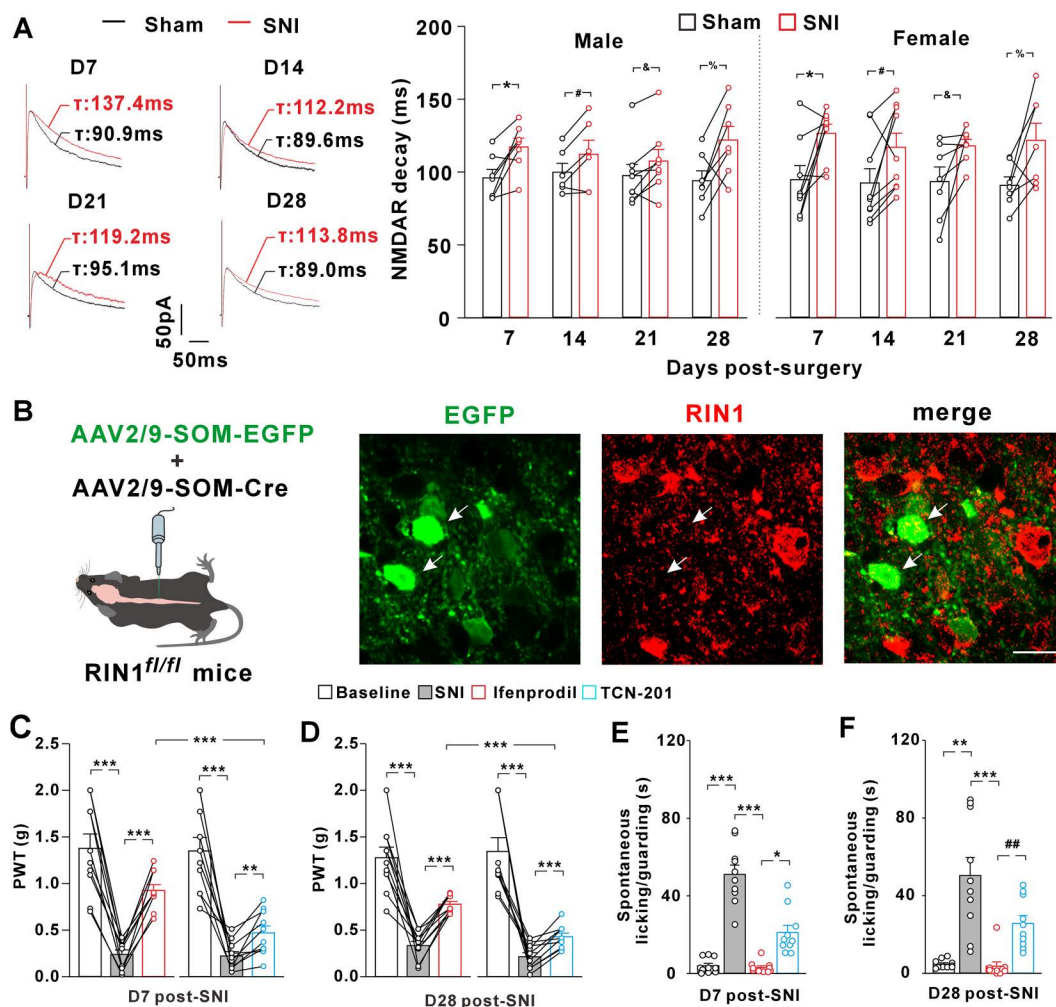 A
Sham SNI
D7 D14
τ:137.4ms
τ:90.9ms
τ:112.2ms
τ:89.6ms
D21 D28
τ:119.2ms
τ:95.1ms
τ:113.8ms
τ:89.0ms
50pA
50ms
Sham SNI
Male Female
NMDAR decay (ms)
200
150
100
50
0
* # & % * # & %
7 14 21 28 7 14 21 28
Days post-surgery
B
AAV2/9-SOM-EGFP
+
AAV2/9-SOM-Cre
RIN1fl/fl mice
EGFP RIN1 merge
Baseline SNI Ifenprodil TCN-201
C
PWT (g)
2.5
2.0
1.5
1.0
0.5
0.0
***
*** ***
*** **
D7 post-SNI
D
PWT (g)
2.5
2.0
1.5
1.0
0.5
0.0
***
*** ***
*** ***
D28 post-SNI
E
Spontaneous
licking/guarding (s)
120
80
40
0
***
***
*
D7 post-SNI
F
Spontaneous
licking/guarding (s)
120
80
40
0
**
***
##
D28 post-SNI